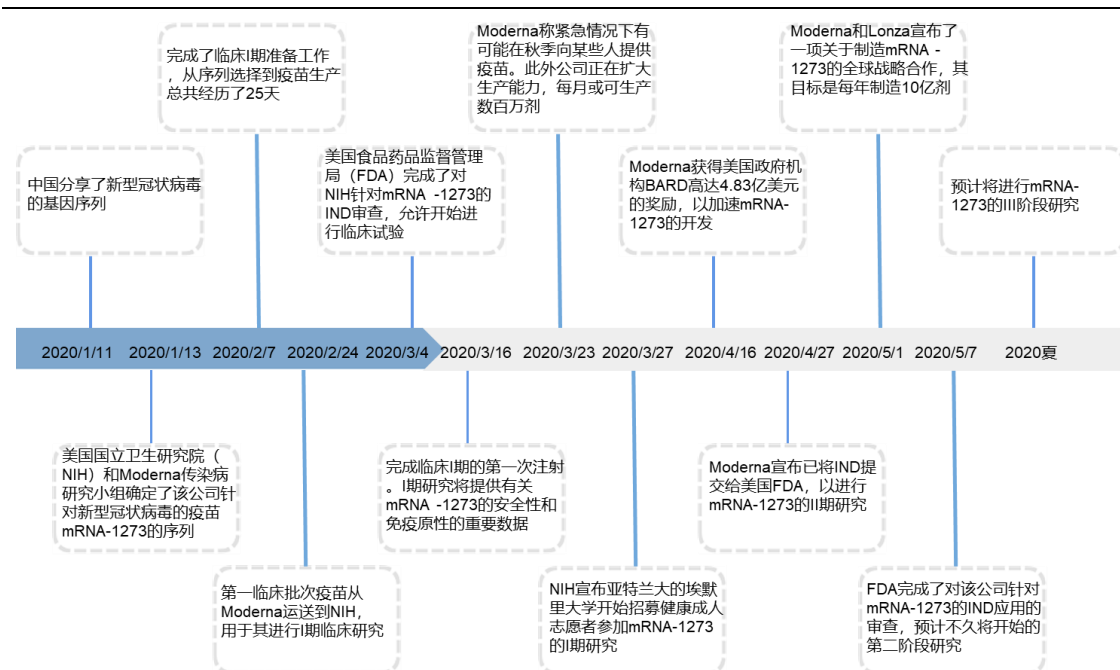 完成了临床I期准备工作
，从序列选择到疫苗生产
总共经历了25天
Moderna称紧急情况下有
可能在秋季向某些人提供
疫苗。此外公司正在扩大
生产能力，每月或可生产
数百万剂
Moderna和Lonza宣布了
一项关于制造mRNA -
1273的全球战略合作，其
目标是每年制造10亿剂
中国分享了新型冠状病毒
的基因序列
美国食品药品监督管理
局（FDA）完成了对
NIH针对mRNA -1273的
IND审查，允许开始进
行临床试验
Moderna获得美国政府机
构BARD高达4.83亿美元
的奖励，以加速mRNA-
1273的开发
预计将进行mRNA-
1273的III阶段研究
2020/1/11 2020/1/13 2020/2/7 2020/2/24 2020/3/4 2020/3/16 2020/3/23 2020/3/27 2020/4/16 2020/4/27 2020/5/1 2020/5/7 2020夏
美国国立卫生研究院（
NIH）和Moderna传染病
研究小组确定了该公司针
对新型冠状病毒的疫苗
mRNA-1273的序列
完成临床I期的第一次注射
。I期研究将提供有关
mRNA -1273的安全性和
免疫原性的重要数据
Moderna宣布已将IND提
交给美国FDA，以进行
mRNA-1273的II期研究
第一临床批次疫苗从
Moderna运送到NIH，
用于其进行I期临床研究
NIH宣布亚特兰大的埃默
里大学开始招募健康成人
志愿者参加mRNA-1273
的I期研究
FDA完成了对该公司针对
mRNA-1273的IND应用的
审查，预计不久将开始的
第二阶段研究